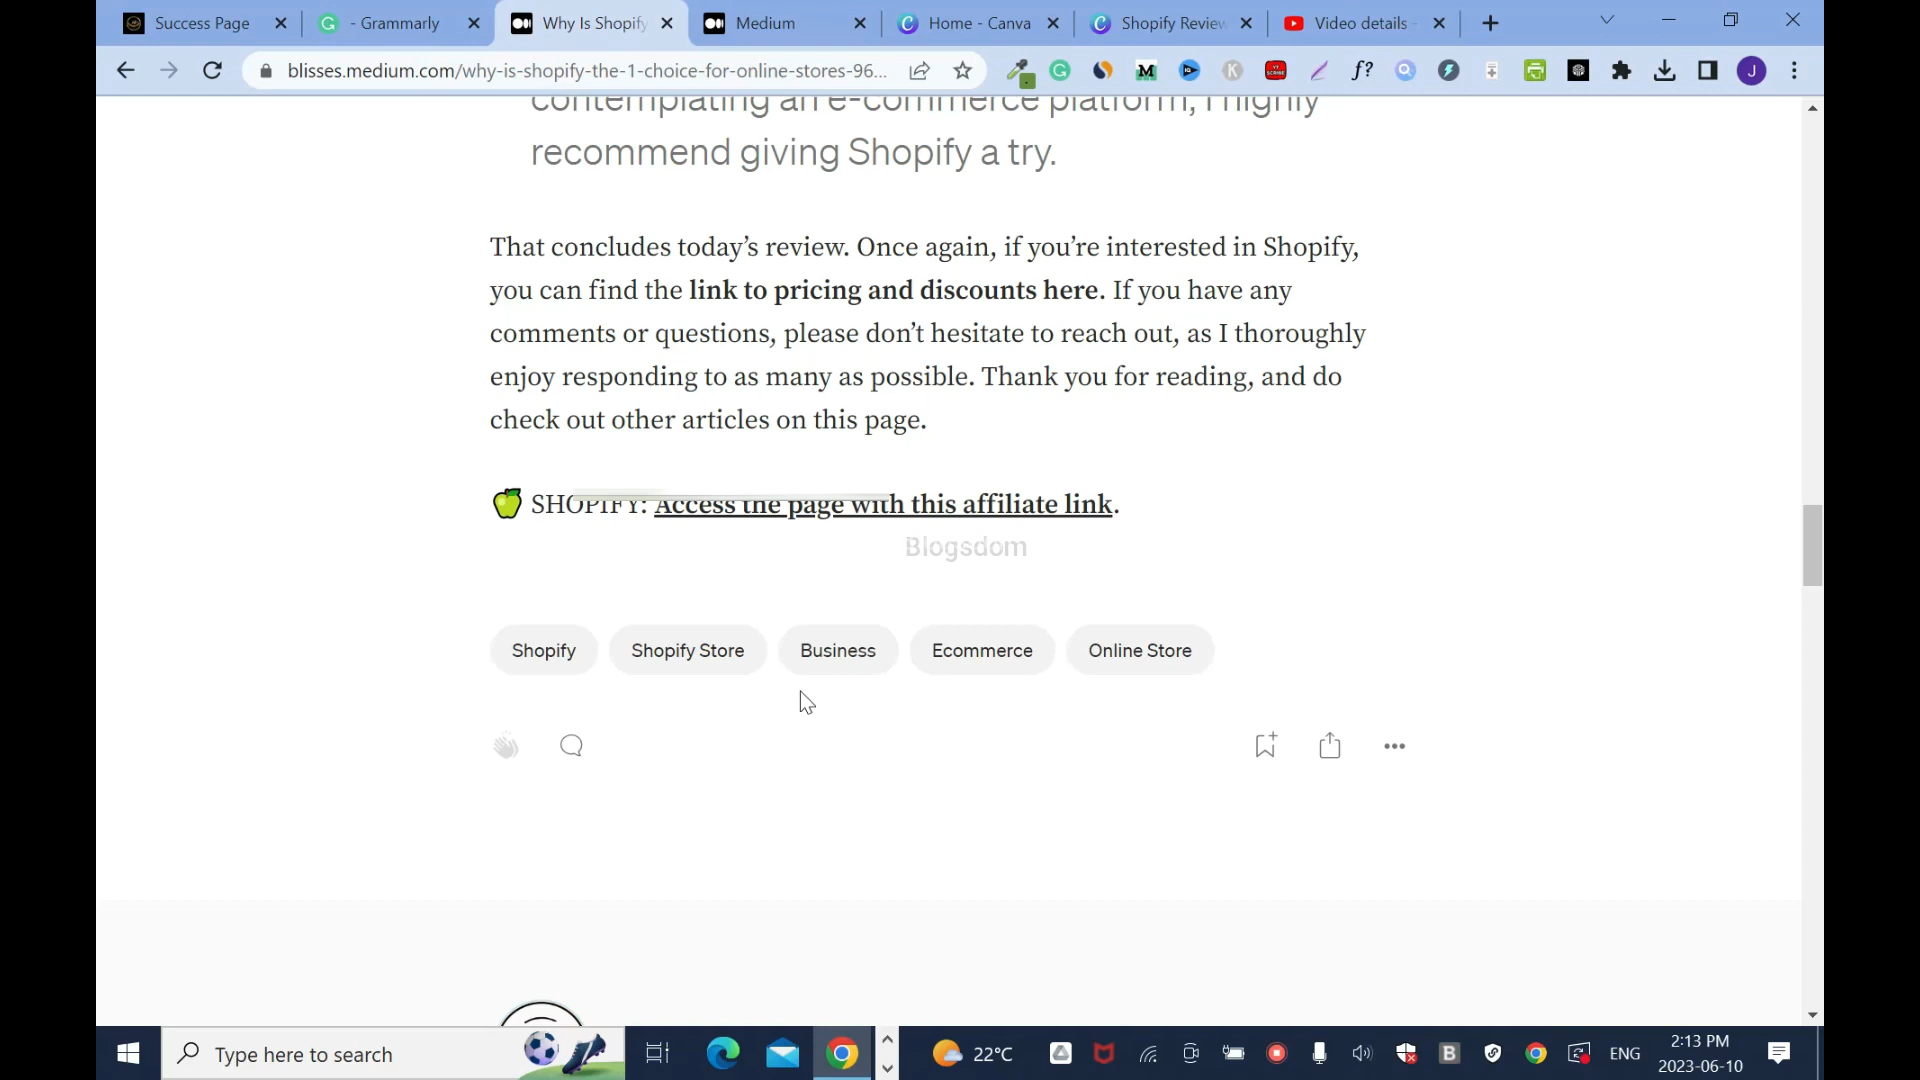 Success Page
- Grammarly
Why Is Shopify
Medium
Home - Canva
Shopify Review
Video details -
blisses.medium.com/why-is-shopify-the-1-choice-for-online-stores-96...
contemplating an e-commerce platform, I highly
recommend giving Shopify a try.
That concludes today’s review. Once again, if you’re interested in Shopify,
you can find the link to pricing and discounts here. If you have any
comments or questions, please don’t hesitate to reach out, as I thoroughly
enjoy responding to as many as possible. Thank you for reading, and do
check out other articles on this page.
SHOPIFY: Access the page with this affiliate link.
Blogsdom
Shopify
Shopify Store
Business
Ecommerce
Online Store
Type here to search
22°C
ENG
2:13 PM
2023-06-10